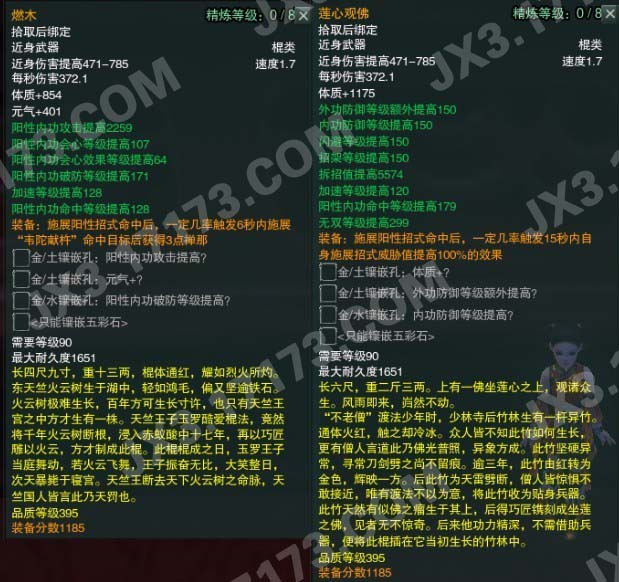 燃木
精炼等级：0 / 8
拾取后绑定
近身武器 棍类
近身伤害提高471-785 速度1.7
每秒伤害372.1
体质+854
元气+401
阳性内功攻击提高2259
阳性内功会心等级提高107
阳性内功会心效果等级提高64
阳性内功破防等级提高171
加速等级提高128
阳性内功命中等级提高128
装备：施展阳性招式命中后，一定几率触发6秒内施展
“韦陀献杵”命中目标后获得3点禅那
金/土镶嵌孔：阳性内功攻击提高?
金/土镶嵌孔：元气+?
金/水镶嵌孔：阳性内功破防等级提高?
<只能镶嵌五彩石>
需要等级90
最大耐久度1651
长四尺九寸，重十三两，棍体通红，耀如烈火所灼。
东天竺火云树生于湖中，轻如鸿毛，偏又坚逾铁石。
火云树极难生长，百年方可生长寸许，也只有天竺王
宫之中方才生有一株。天竺王子玉罗酷爱棍法，竟然
将千年火云树断根，浸入赤蚊酸中十七年，再以巧匠
雕以火云，方才制成此棍。此棍棍成之日，玉罗王子
当庭舞动，若火云飞舞，王子振奋无比，大笑整日，
次天暴毙于寝宫。天竺王断去天下火云树之命脉，天
竺国人皆言此乃天罚也。
品质等级395
装备分数1185
莲心观佛
精炼等级：0 / 8
拾取后绑定
近身武器 棍类
近身伤害提高471-785 速度1.7
每秒伤害372.1
体质+1175
外功防御等级额外提高150
内功防御等级提高150
闪避等级提高150
招架等级提高150
拆招值提高5574
加速等级提高120
阳性内功命中等级提高179
无双等级提高299
装备：施展阳性招式命中后，一定几率触发15秒内自
身施展招式威胁值提高100%的效果
金/土镶嵌孔：体质+?
金/土镶嵌孔：外功防御等级额外提高?
金/水镶嵌孔：内功防御等级提高?
<只能镶嵌五彩石>
需要等级90
最大耐久度1651
长六尺，重二斤三两。上有一佛坐莲心之上，观诸众
生。风雨即来，岿然不动。
“不老僧”渡法少年时，少林寺后竹林生有一杆异竹。
通体火红，触之却冷冰。众人皆不知此竹如何生长，
更有僧人言道此乃佛光普照，异象方成。此竹坚硬异
常，寻常刀剑劈之尚不留痕。逾三年，此竹由红转为
金色，辉映一方。后此竹为天雷劈断，僧人皆惊惧不
敢接近，唯有渡法不以为意，将此竹收为贴身兵器。
此竹天然有似佛之瘤生于其上，后得巧匠镌刻成坐莲
之佛，见者无不惊奇。后来他功力精深，不需借助兵
器，便将此棍插在它当初生长的竹林中。
品质等级395
装备分数1185
JX3.17173.COM